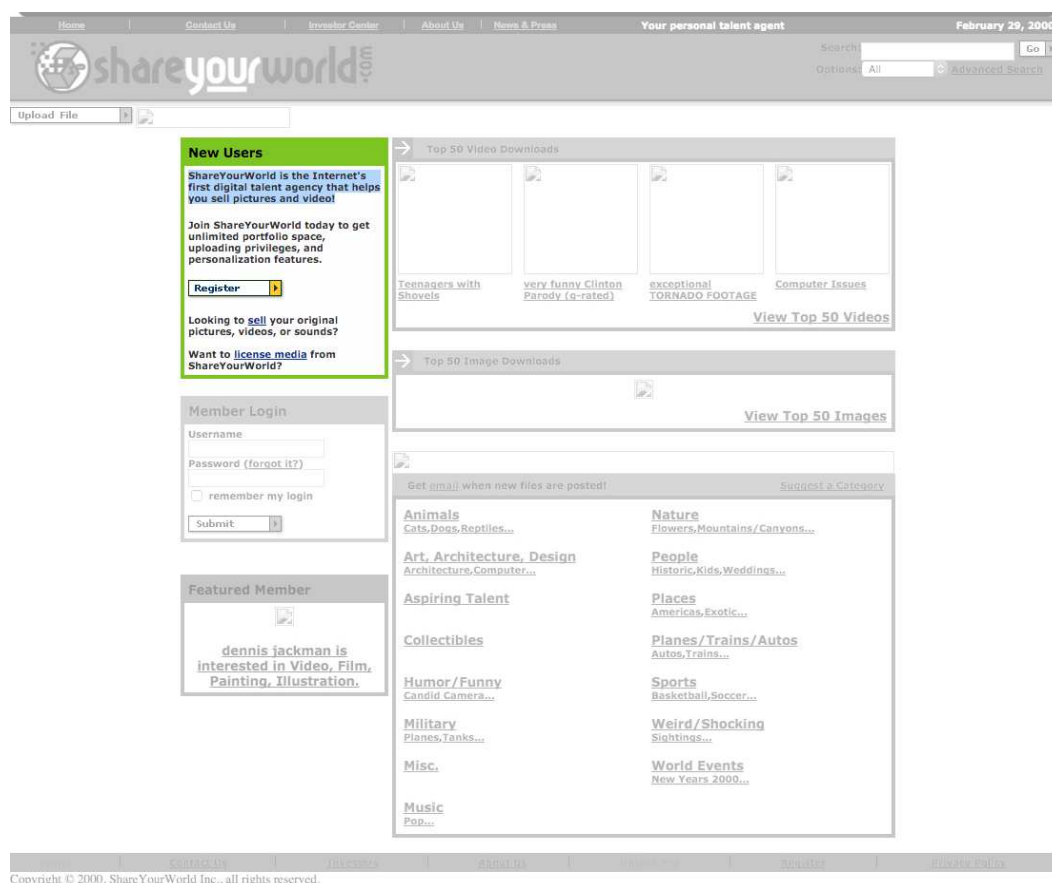 Home Contact Us Investor Center About Us News & Press Your personal talent agent February 29, 2000
shareyourworld.com
Search: Go
Options: All Advanced Search
Upload File
New Users
ShareYourWorld is the Internet's
first digital talent agency that helps
you sell pictures and video!
Join ShareYourWorld today to get
unlimited portfolio space,
uploading privileges, and
personalization features.
Register
Looking to sell your original
pictures, videos, or sounds?
Want to license media from
ShareYourWorld?
Member Login
Username
Password (forgot it?)
remember my login
Submit
Featured Member
dennis jackman is
interested in Video, Film,
Painting, Illustration.
Top 50 Video Downloads
Teenagers with
Shovels
very funny Clinton
Parody (g-rated)
exceptional
TORNADO FOOTAGE
Computer Issues
View Top 50 Videos
Top 50 Image Downloads
View Top 50 Images
Get email when new files are posted! Suggest a Category
Animals
Cats,Dogs,Reptiles...
Art, Architecture, Design
Architecture,Computer...
Aspiring Talent
Collectibles
Humor/Funny
Candid Camera...
Military
Planes,Tanks...
Misc.
Music
Pop...
Nature
Flowers,Mountains/Canyons...
People
Historic,Kids,Weddings...
Places
Americas,Exotic...
Planes/Trains/Autos
Autos,Trains...
Sports
Basketball,Soccer...
Weird/Shocking
Sightings...
World Events
New Years 2000...
Contact Us Investors About Us Register Private Policy
Copyright © 2000, ShareYourWorld Inc., all rights reserved.